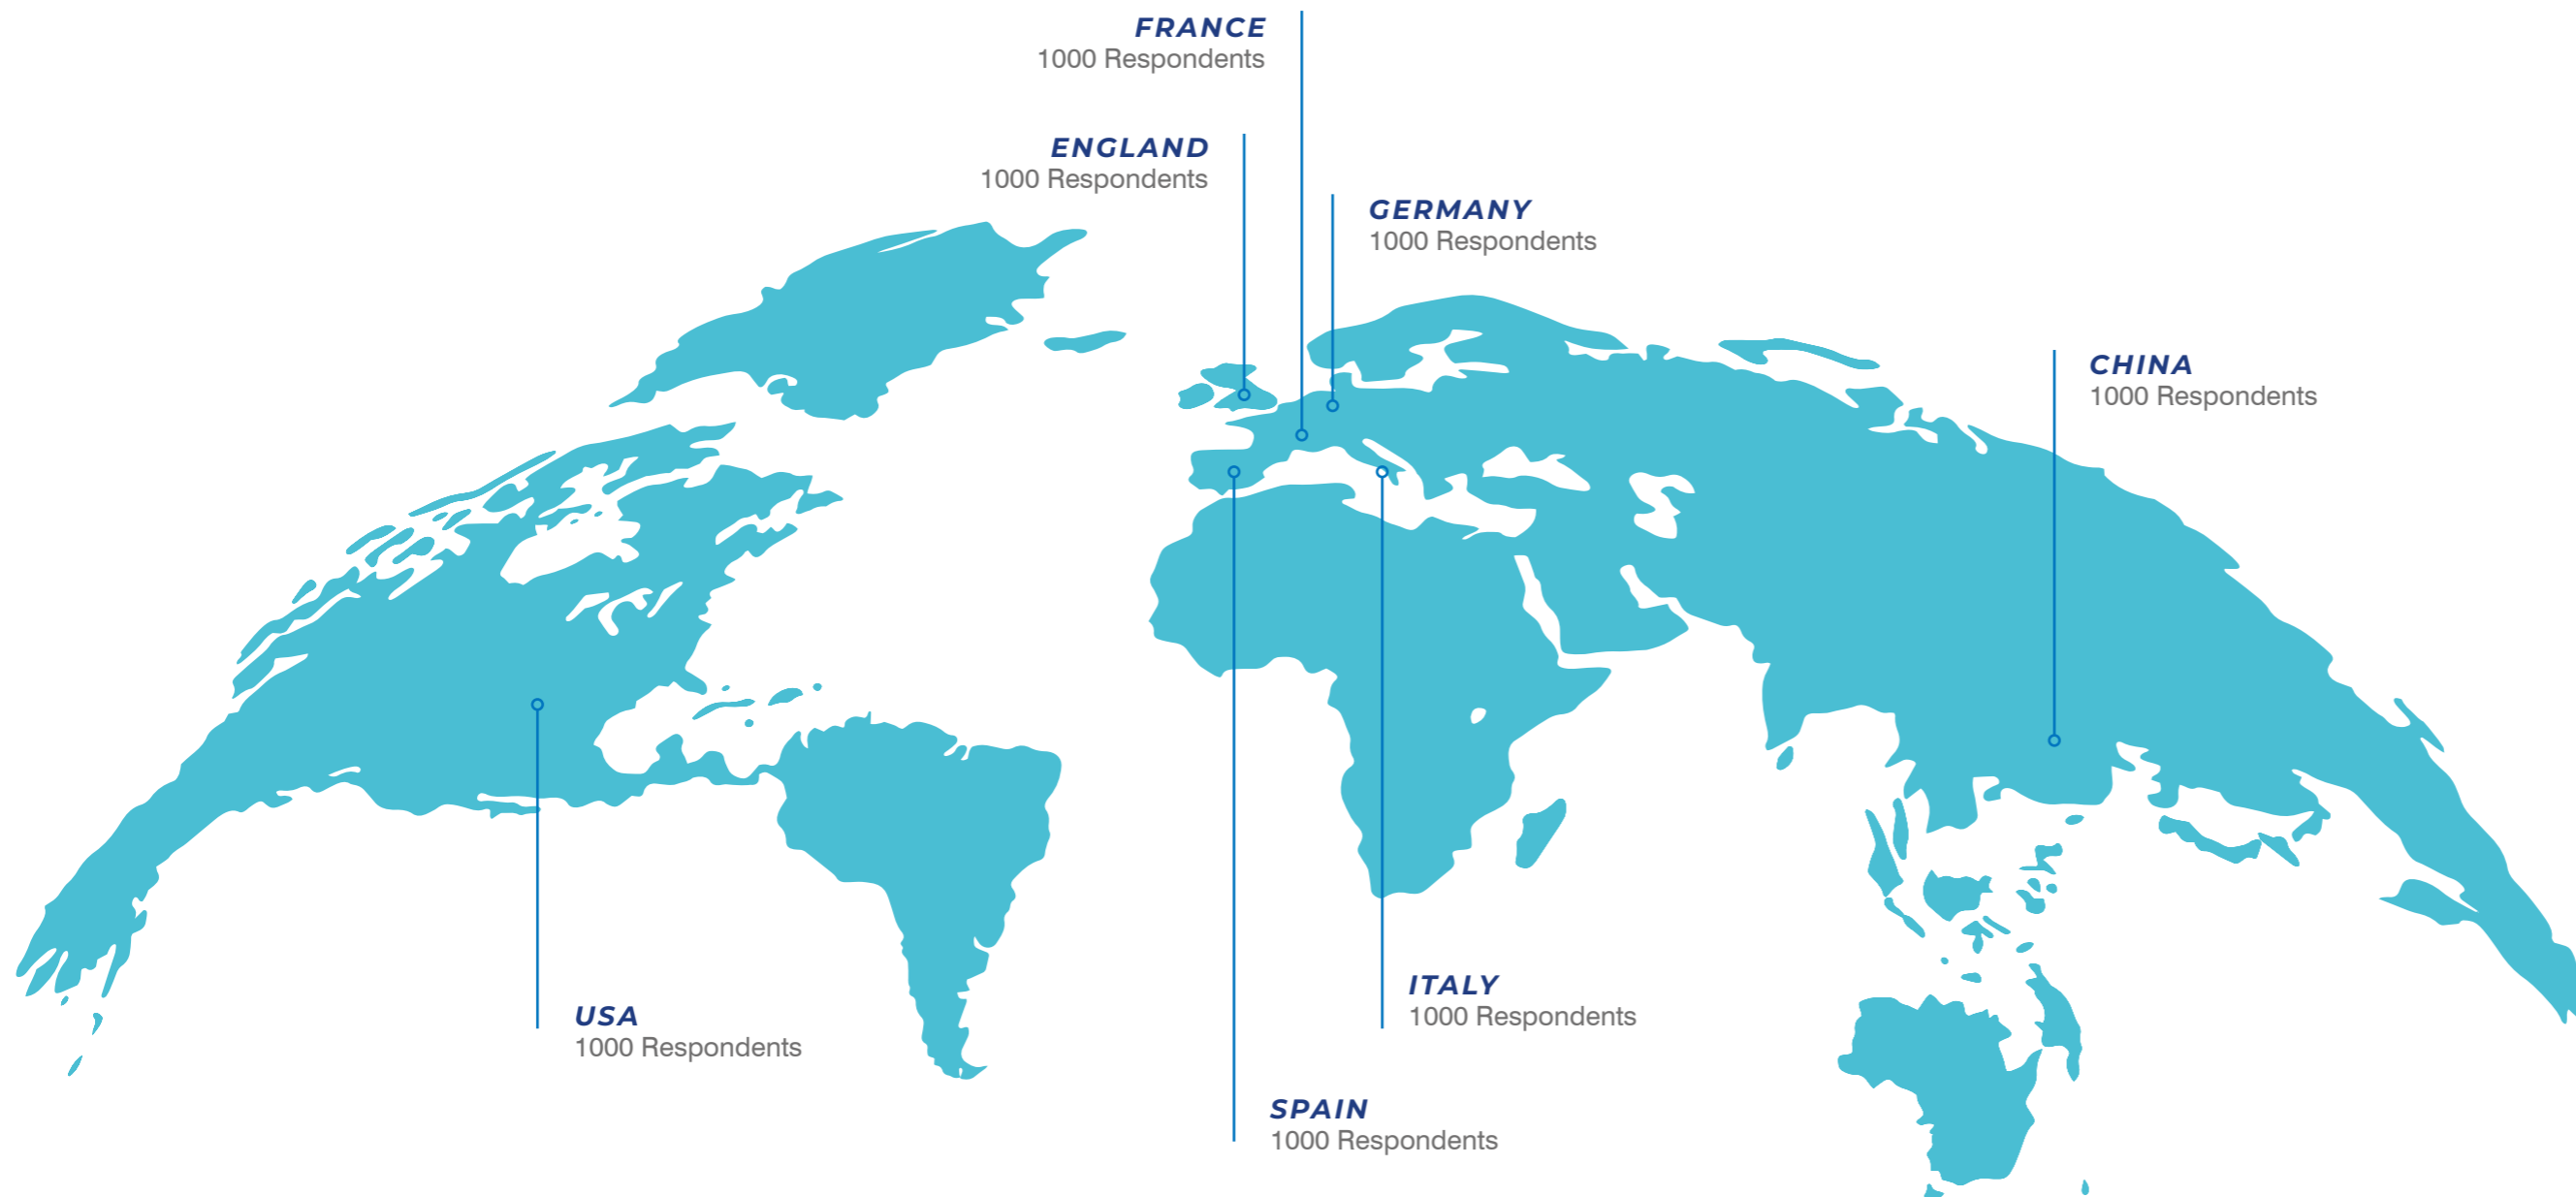 FRANCE
1000 Respondents
ENGLAND
1000 Respondents
GERMANY
1000 Respondents
CHINA
1000 Respondents
ITALY
1000 Respondents
USA
1000 Respondents
SPAIN
1000 Respondents